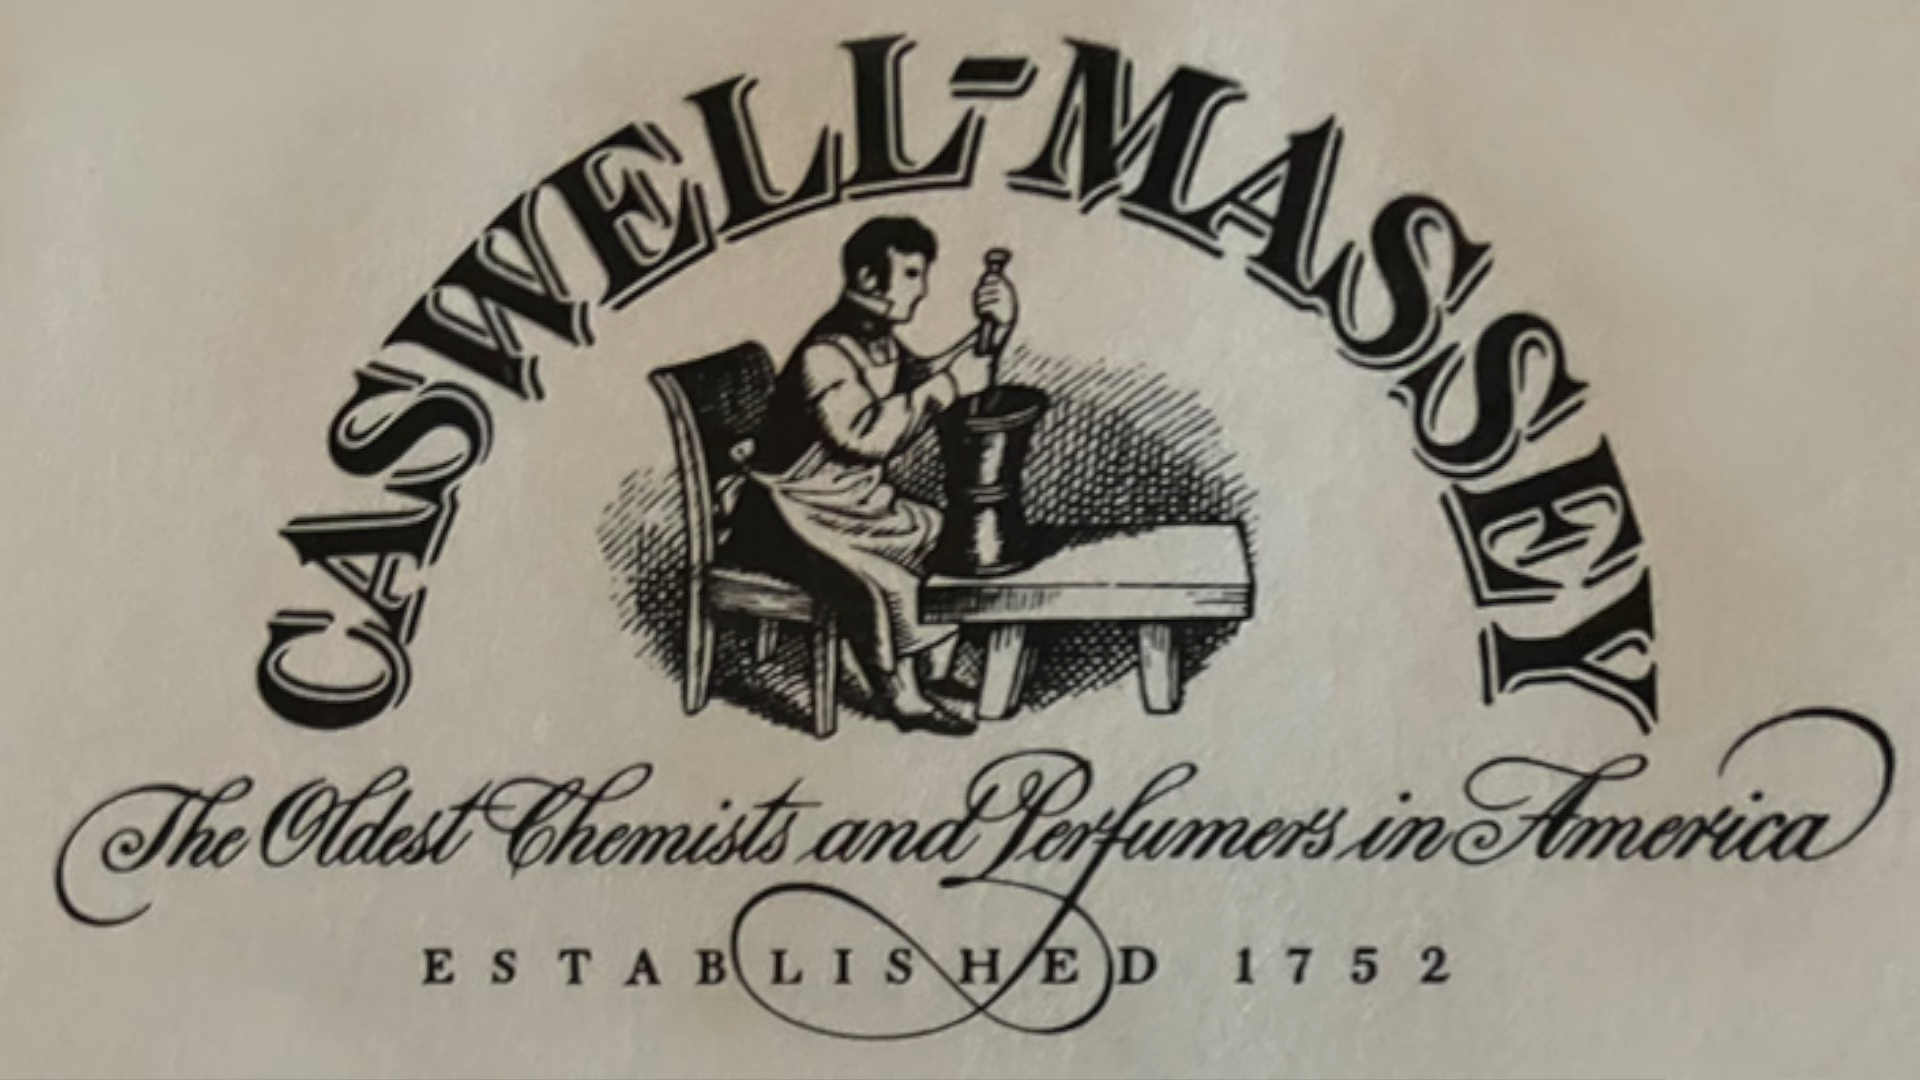 CASWELL-MASSEY
The Oldest Chemists and Perfumers in America
ESTABLISHED 1752